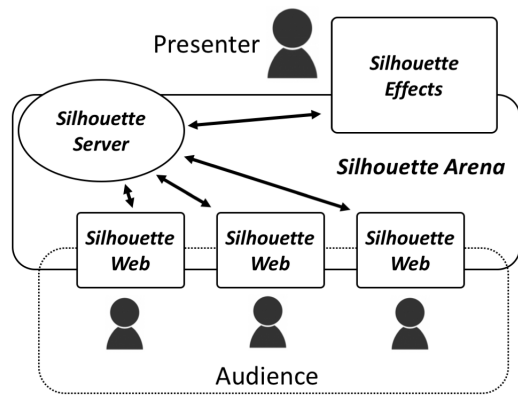 Presenter
Silhouette
Effects
Silhouette
Server
Silhouette Arena
Silhouette
Web
Silhouette
Web
Silhouette
Web
Audience